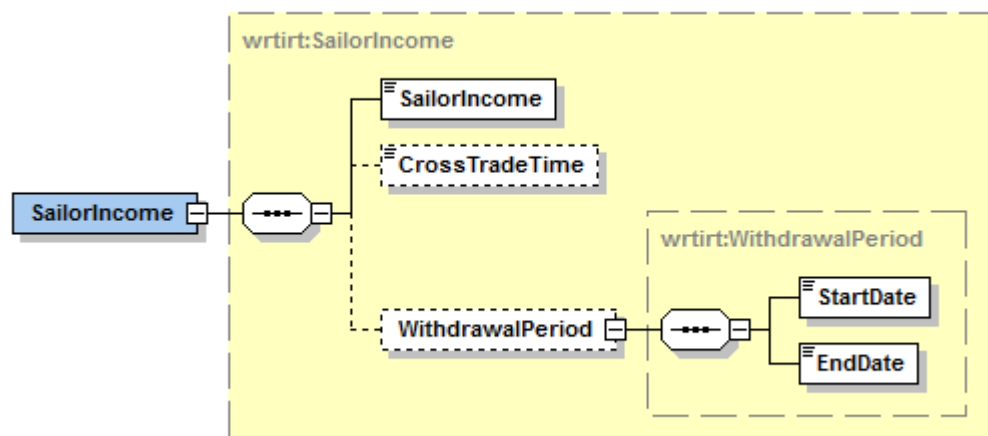 wrtirt:SailorIncome
SailorIncome
CrossTradeTime
SailorIncome
wrtirt:WithdrawalPeriod
StartDate
WithdrawalPeriod
EndDate